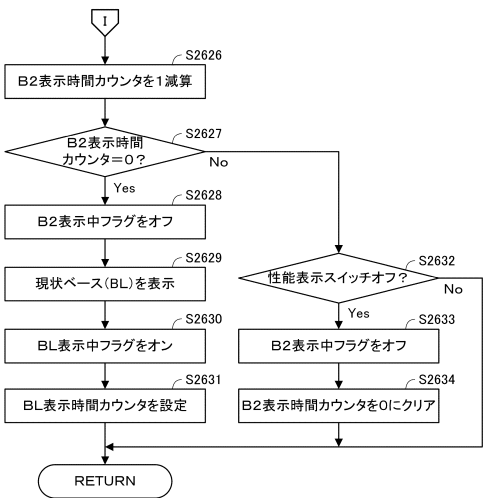 I
S2626
B2表示時間カウンタを1減算
S2627
B2表示時間
カウンタ=0?
No
Yes
S2628
B2表示中フラグをオフ
S2629
現状ベース(BL)を表示
S2630
BL表示中フラグをオン
S2631
BL表示時間カウンタを設定
S2632
性能表示スイッチオフ?
No
Yes
S2633
B2表示中フラグをオフ
S2634
B2表示時間カウンタを0にクリア
RETURN